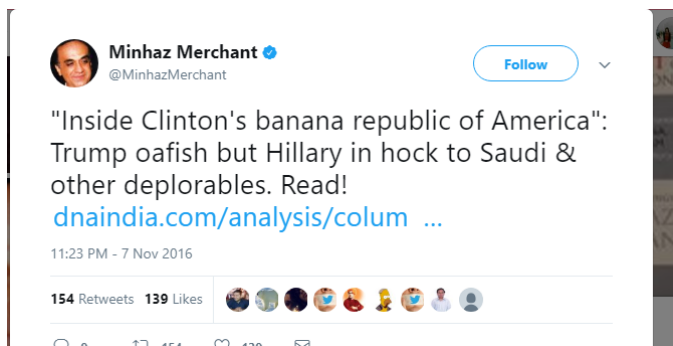 Minhaz Merchant
@MinhazMerchant
Follow
"Inside Clinton's banana republic of America":
Trump oafish but Hillary in hock to Saudi &
other deplorables. Read!
dnaindia.com/analysis/colum ...
11:23 PM - 7 Nov 2016
154 Retweets 139 Likes